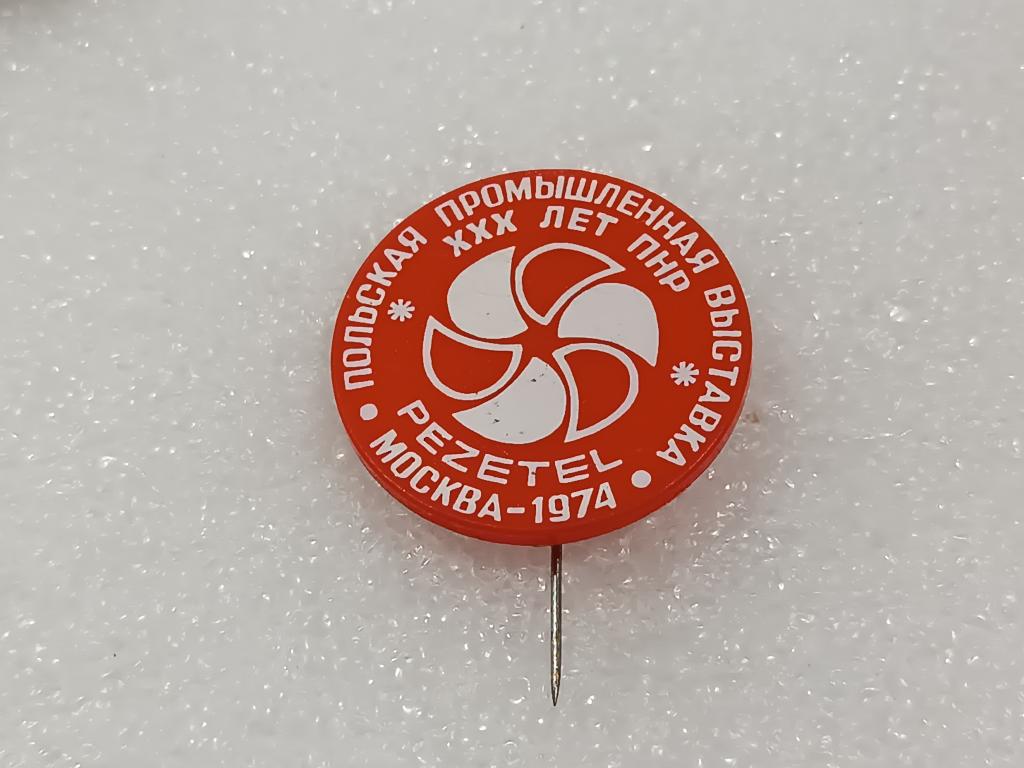 ПОЛЬСКАЯ ПРОМЫШЛЕННАЯ ВЫСТАВКА
XXX ЛЕТ ПНР
PEZETEL
МОСКВА-1974